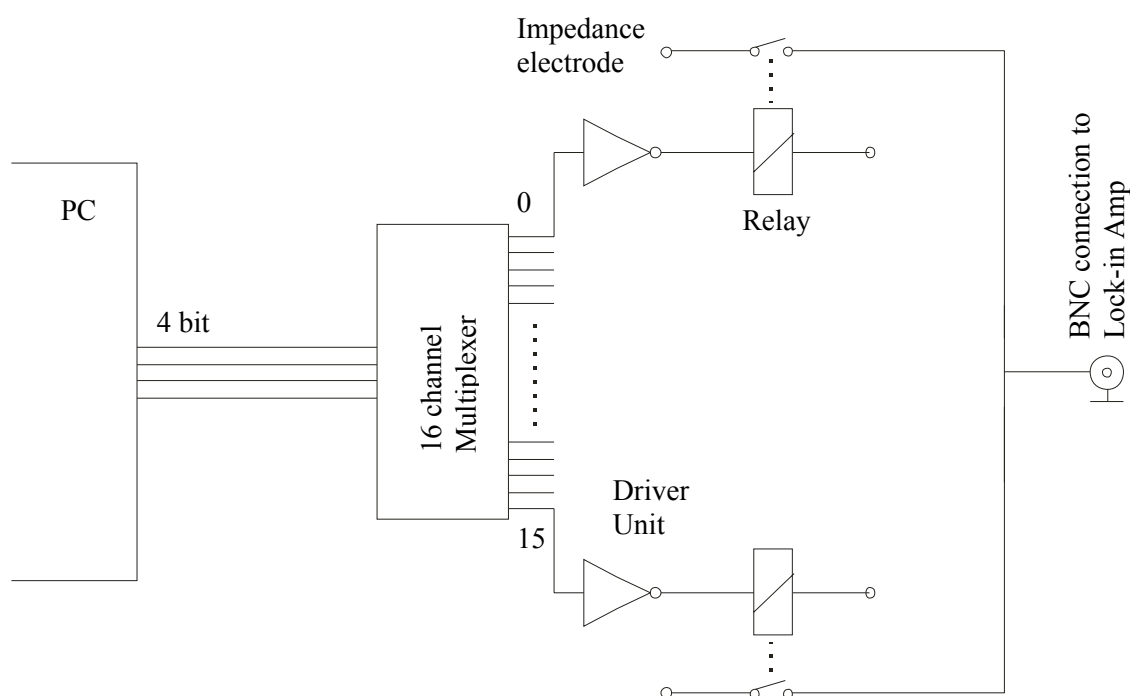 Impedance
electrode
PC
0
Relay
BNC connection to
Lock-in Amp
4 bit
16 channel
Multiplexer
Driver
Unit
15